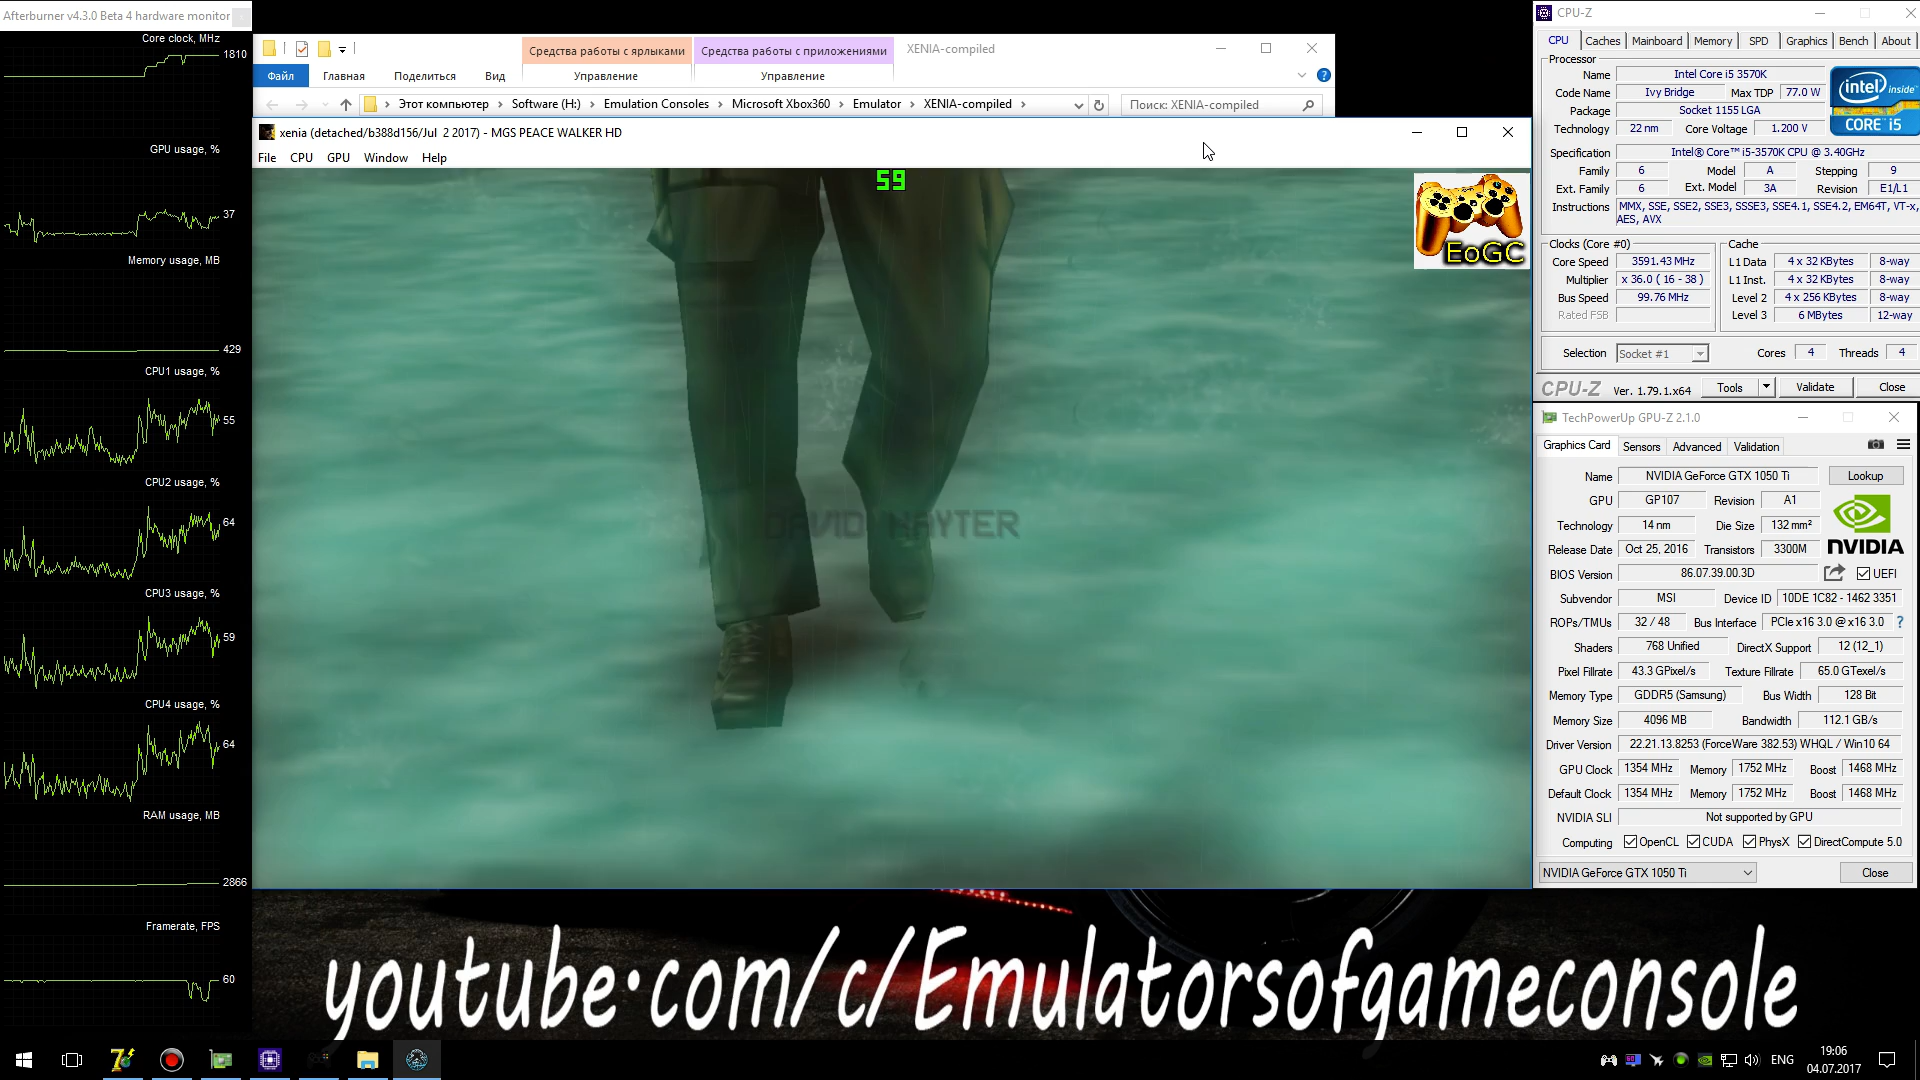 Afterburner v4.3.0 Beta 4 hardware monitor
Core clock, MHz
1810
GPU usage, %
37
Memory usage, MB
429
CPU1 usage, %
55
CPU2 usage, %
64
CPU3 usage, %
59
CPU4 usage, %
64
RAM usage, MB
2866
Framerate, FPS
60
Средства работы с ярлыками Средства работы с приложениями XENIA-compiled
Файл Главная Поделиться Вид Управление Управление
Этот компьютер > Software (H:) > Emulation Consoles > Microsoft Xbox360 > Emulator > XENIA-compiled >
Поиск: XENIA-compiled
xenia (detached/b388d156/Jul 2 2017) - MGS PEACE WALKER HD
File CPU GPU Window Help
59
EoGC
DAVID HAYTER
CPU-Z
CPU Caches Mainboard Memory SPD Graphics Bench About
Processor
Name Intel Core i5 3570K
Code Name Ivy Bridge Max TDP 77.0 W
Package Socket 1155 LGA
Technology 22 nm Core Voltage 1.200 V
intel inside™
CORE i5
Specification Intel® Core™ i5-3570K CPU @ 3.40GHz
Family 6 Model A Stepping 9
Ext. Family 6 Ext. Model 3A Revision E1/L1
Instructions MMX, SSE, SSE2, SSE3, SSSE3, SSE4.1, SSE4.2, EM64T, VT-x,
AES, AVX
Clocks (Core #0)
Core Speed 3591.43 MHz
Multiplier x 36.0 ( 16 - 38 )
Bus Speed 99.76 MHz
Rated FSB
Cache
L1 Data 4 x 32 KBytes 8-way
L1 Inst. 4 x 32 KBytes 8-way
Level 2 4 x 256 KBytes 8-way
Level 3 6 MBytes 12-way
Selection Socket #1 Cores 4 Threads 4
CPU-Z Ver. 1.79.1.x64 Tools Validate Close
TechPowerUp GPU-Z 2.1.0
Graphics Card Sensors Advanced Validation
Name NVIDIA GeForce GTX 1050 Ti Lookup
GPU GP107 Revision A1
Technology 14 nm Die Size 132 mm²
Release Date Oct 25, 2016 Transistors 3300M
NVIDIA
BIOS Version 86.07.39.00.3D UEFI
Subvendor MSI Device ID 10DE 1C82 - 1462 3351
ROPs/TMUs 32 / 48 Bus Interface PCIe x16 3.0 @ x16 3.0 ?
Shaders 768 Unified DirectX Support 12 (12_1)
Pixel Fillrate 43.3 GPixel/s Texture Fillrate 65.0 GTexel/s
Memory Type GDDR5 (Samsung) Bus Width 128 Bit
Memory Size 4096 MB Bandwidth 112.1 GB/s
Driver Version 22.21.13.8253 (ForceWare 382.53) WHQL / Win10 64
GPU Clock 1354 MHz Memory 1752 MHz Boost 1468 MHz
Default Clock 1354 MHz Memory 1752 MHz Boost 1468 MHz
NVIDIA SLI Not supported by GPU
Computing OpenCL CUDA PhysX DirectCompute 5.0
NVIDIA GeForce GTX 1050 Ti Close
youtube.com/c/Emulatorsofgameconsole
ENG
19:06
04.07.2017